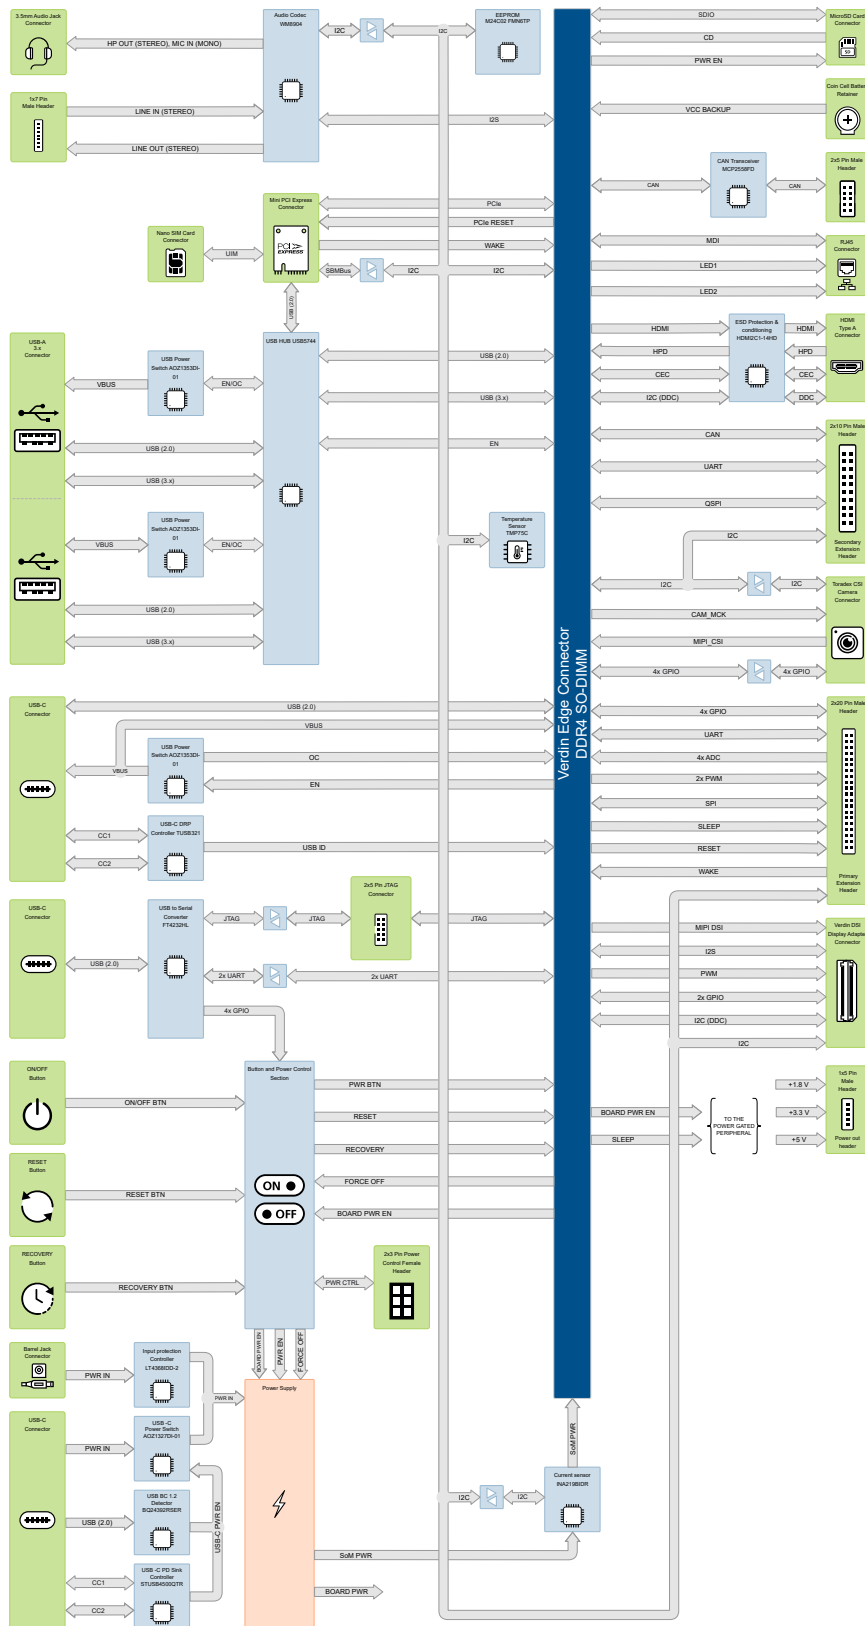 3.5mm Audio Jack
Connector
HP OUT (STEREO), MIC IN (MONO)
Audio Codec
WM8904
I2C
I2C
EEPROM
M24C02 FMN6TP
1x7 Pin
Male Header
LINE IN (STEREO)
LINE OUT (STEREO)
I2S
Mini PCI Express
Connector
PCI
EXPRESS
Nano SIM Card
Connector
UIM
PCIe
PCIe RESET
WAKE
SBMBus
I2C
I2C
USB (2.0)
USB-A
3.x
Connector
USB Power
Switch AOZ1353DI-
01
VBUS
EN/OC
USB HUB USB5744
USB (2.0)
USB (3.x)
EN
USB (2.0)
USB (3.x)
USB Power
Switch AOZ1353DI-
01
VBUS
EN/OC
USB (2.0)
USB (3.x)
I2C
Temperature
Sensor
TMP75C
USB-C
Connector
USB (2.0)
VBUS
VBUS
USB Power
Switch AOZ1353DI-
01
OC
EN
CC1
CC2
USB-C DRP
Controller TUSB321
USB ID
USB-C
Connector
USB (2.0)
USB to Serial
Converter
FT4232HL
JTAG
JTAG
2x5 Pin JTAG
Connector
JTAG
2x UART
2x UART
4x GPIO
ON/OFF
Button
ON/OFF BTN
RESET
Button
RESET BTN
RECOVERY
Button
RECOVERY BTN
Button and Power Control
Section
ON
OFF
PWR BTN
RESET
RECOVERY
FORCE OFF
BOARD PWR EN
PWR CTRL
2x3 Pin Power
Control Female
Header
BOARD PWR EN
PWR EN
FORCE OFF
Barrel Jack
Connector
PWR IN
Input protection
Controller
LT4368IDD-2
PWR IN
USB-C
Connector
PWR IN
USB -C
Power Switch
AOZ1327DI-01
USB (2.0)
USB BC 1.2
Detector
BQ24392RSER
USB-C PWR EN
CC1
CC2
USB -C PD Sink
Controller
STUSB4500QTR
Power Supply
SoM PWR
BOARD PWR
I2C
I2C
Current sensor
INA219BIDR
SoM PWR
Verdin Edge Connector
DDR4 SO-DIMM
SDIO
CD
PWR EN
MicroSD Card
Connector
VCC BACKUP
Coin Cell Batter
Retainer
CAN
CAN Transceiver
MCP2558FD
CAN
2x5 Pin Male
Header
MDI
LED1
LED2
RJ45
Connector
HDMI
HPD
CEC
I2C (DDC)
ESD Protection &
conditioning
HDMI2C1-14HD
HDMI
HPD
CEC
DDC
HDMI
Type A
Connector
CAN
UART
QSPI
I2C
2x10 Pin Male
Header
Secondary
Extension
Header
I2C
I2C
CAM_MCK
MIPI_CSI
4x GPIO
4x GPIO
Toradex CSI
Camera
Connector
4x GPIO
UART
4x ADC
2x PWM
SPI
SLEEP
RESET
WAKE
2x20 Pin Male
Header
Primary
Extension
Header
MIPI DSI
I2S
PWM
2x GPIO
I2C (DDC)
I2C
Verdin DSI
Display Adapter
Connector
BOARD PWR EN
SLEEP
TO THE
POWER GATED
PERIPHERAL
+1.8 V
+3.3 V
+5 V
1x5 Pin
Male
Header
Power out
header